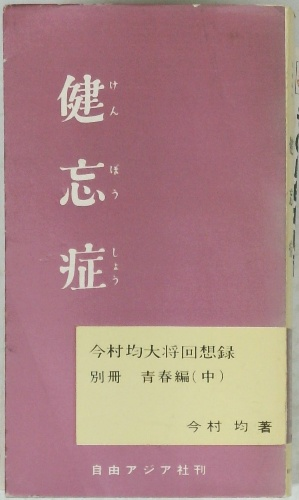 健忘症
けんぼうしょう
今村均大将回想録
別冊 青春編(中)
今村 均 著
自由アジア社刊